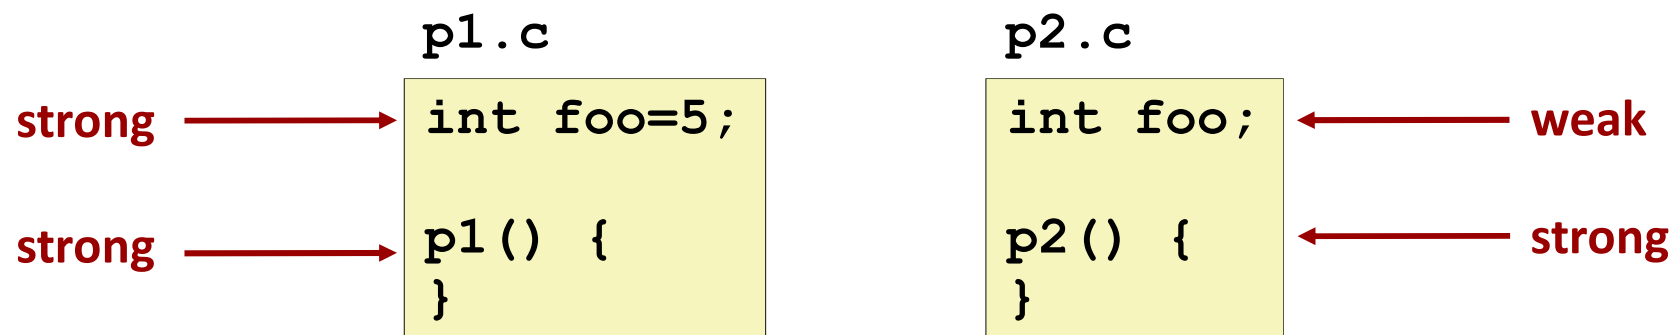 p1.c
p2.c
strong
int foo=5;
int foo;
weak
strong
p1() {
p2() {
strong
}
}